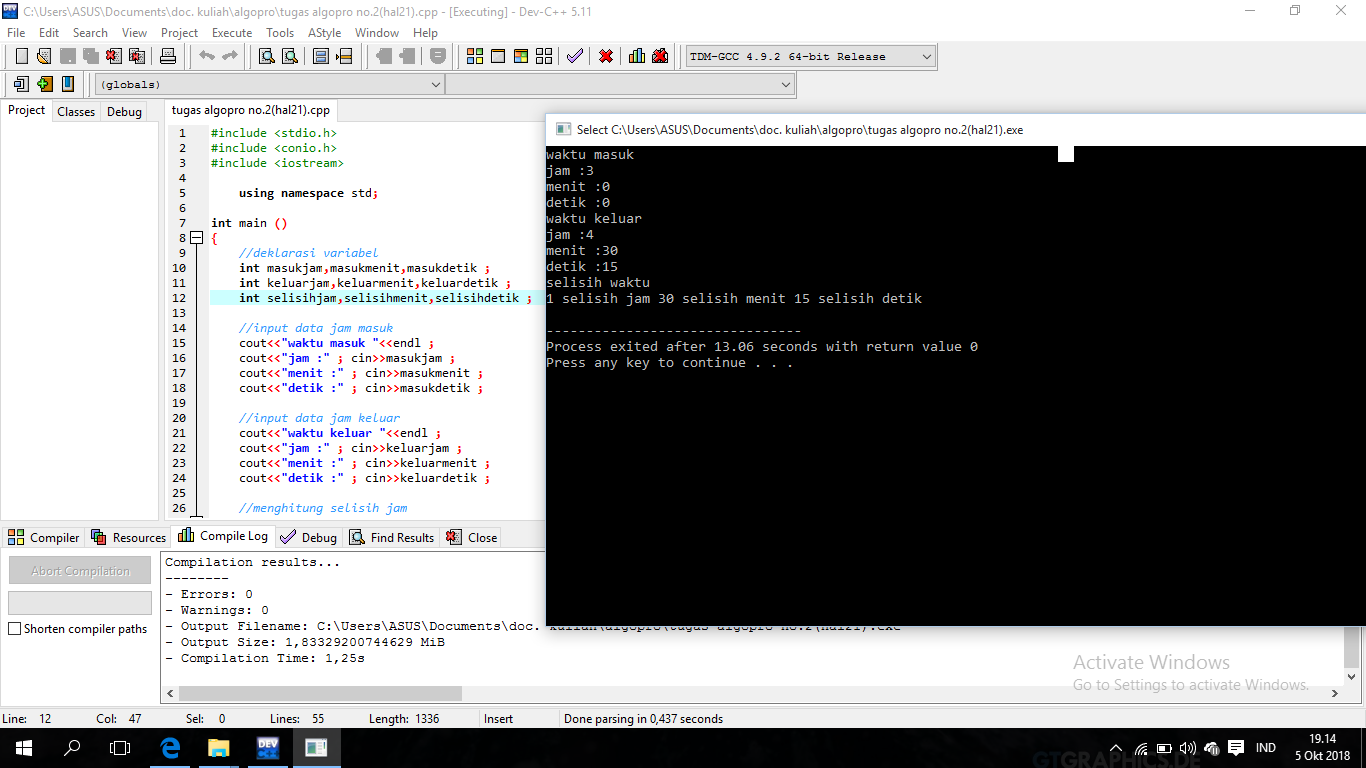 C:\Users\ASUS\Documents\doc. kuliah\algopro\tugas algopro no.2(hal21).cpp - [Executing] - Dev-C++ 5.11
File Edit Search View Project Execute Tools AStyle Window Help
TDM-GCC 4.9.2 64-bit Release
(globals)
Project Classes Debug
tugas algopro no.2(hal21).cpp
1 #include <stdio.h>
2 #include <conio.h>
3 #include <iostream>
4
5 using namespace std;
6
7 int main ()
8 {
9 //deklarasi variabel
10 int masukjam,masukmenit,masukdetik ;
11 int keluarjam,keluarmenit,keluardetik ;
12 int selisihjam,selisihmenit,selisihdetik ;
13
14 //input data jam masuk
15 cout<<"waktu masuk "<<endl ;
16 cout<<"jam :" ; cin>>masukjam ;
17 cout<<"menit :" ; cin>>masukmenit ;
18 cout<<"detik :" ; cin>>masukdetik ;
19
20 //input data jam keluar
21 cout<<"waktu keluar "<<endl ;
22 cout<<"jam :" ; cin>>keluarjam ;
23 cout<<"menit :" ; cin>>keluarmenit ;
24 cout<<"detik :" ; cin>>keluardetik ;
25
26 //menghitung selisih jam
Select C:\Users\ASUS\Documents\doc. kuliah\algopro\tugas algopro no.2(hal21).exe
waktu masuk
jam :3
menit :0
detik :0
waktu keluar
jam :4
menit :30
detik :15
selisih waktu
1 selisih jam 30 selisih menit 15 selisih detik
--------------------------------
Process exited after 13.06 seconds with return value 0
Press any key to continue . . .
Compiler Resources Compile Log Debug Find Results Close
Abort Compilation
Shorten compiler paths
Compilation results...
--------
- Errors: 0
- Warnings: 0
- Output Filename: C:\Users\ASUS\Documents\doc. kuliah\algopro\tugas algopro no.2(hal21).exe
- Output Size: 1,83329200744629 MiB
- Compilation Time: 1,25s
Activate Windows
Go to Settings to activate Windows.
Line: 12 Col: 47 Sel: 0 Lines: 55 Length: 1336 Insert Done parsing in 0,437 seconds
DEV
IND
19.14
5 Okt 2018
GTGRAPHICS.DE